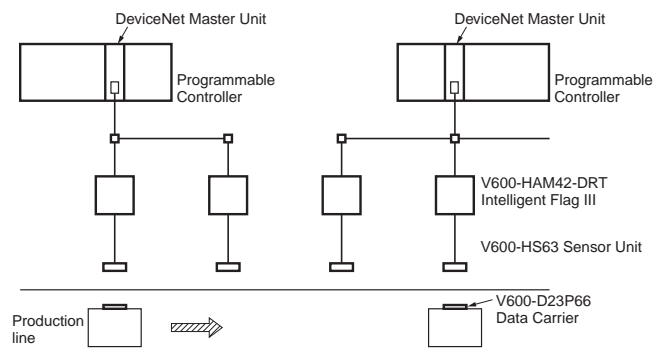 DeviceNet Master Unit
DeviceNet Master Unit
Programmable
Controller
Programmable
Controller
V600-HAM42-DRT
Intelligent Flag III
V600-HS63 Sensor Unit
V600-D23P66
Data Carrier
Production
line